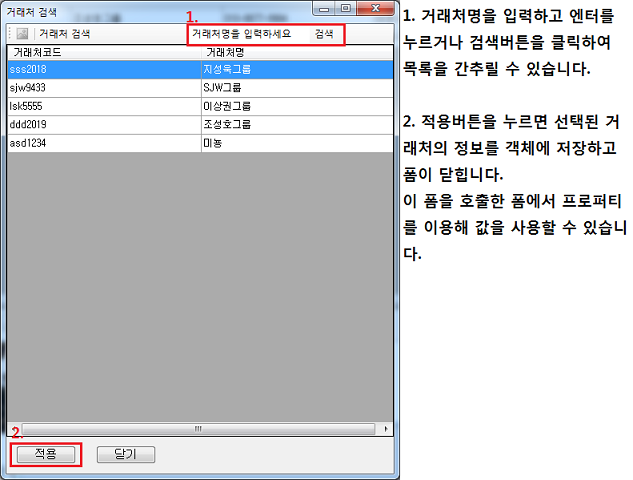 거래처 검색
1.
거래처 검색 거래처명을 입력하세요 검색
거래처코드 거래처명
sss2018 지성욱그룹
sjw9433 SJW그룹
lsk5555 이상권그룹
ddd2019 조성호그룹
asd1234 미뇽
2.
적용 닫기
1. 거래처명을 입력하고 엔터를
누르거나 검색버튼을 클릭하여
목록을 간추릴 수 있습니다.
2. 적용버튼을 누르면 선택된 거
래처의 정보를 객체에 저장하고
폼이 닫힙니다.
이 폼을 호출한 폼에서 프로퍼티
를 이용해 값을 사용할 수 있습니
다.